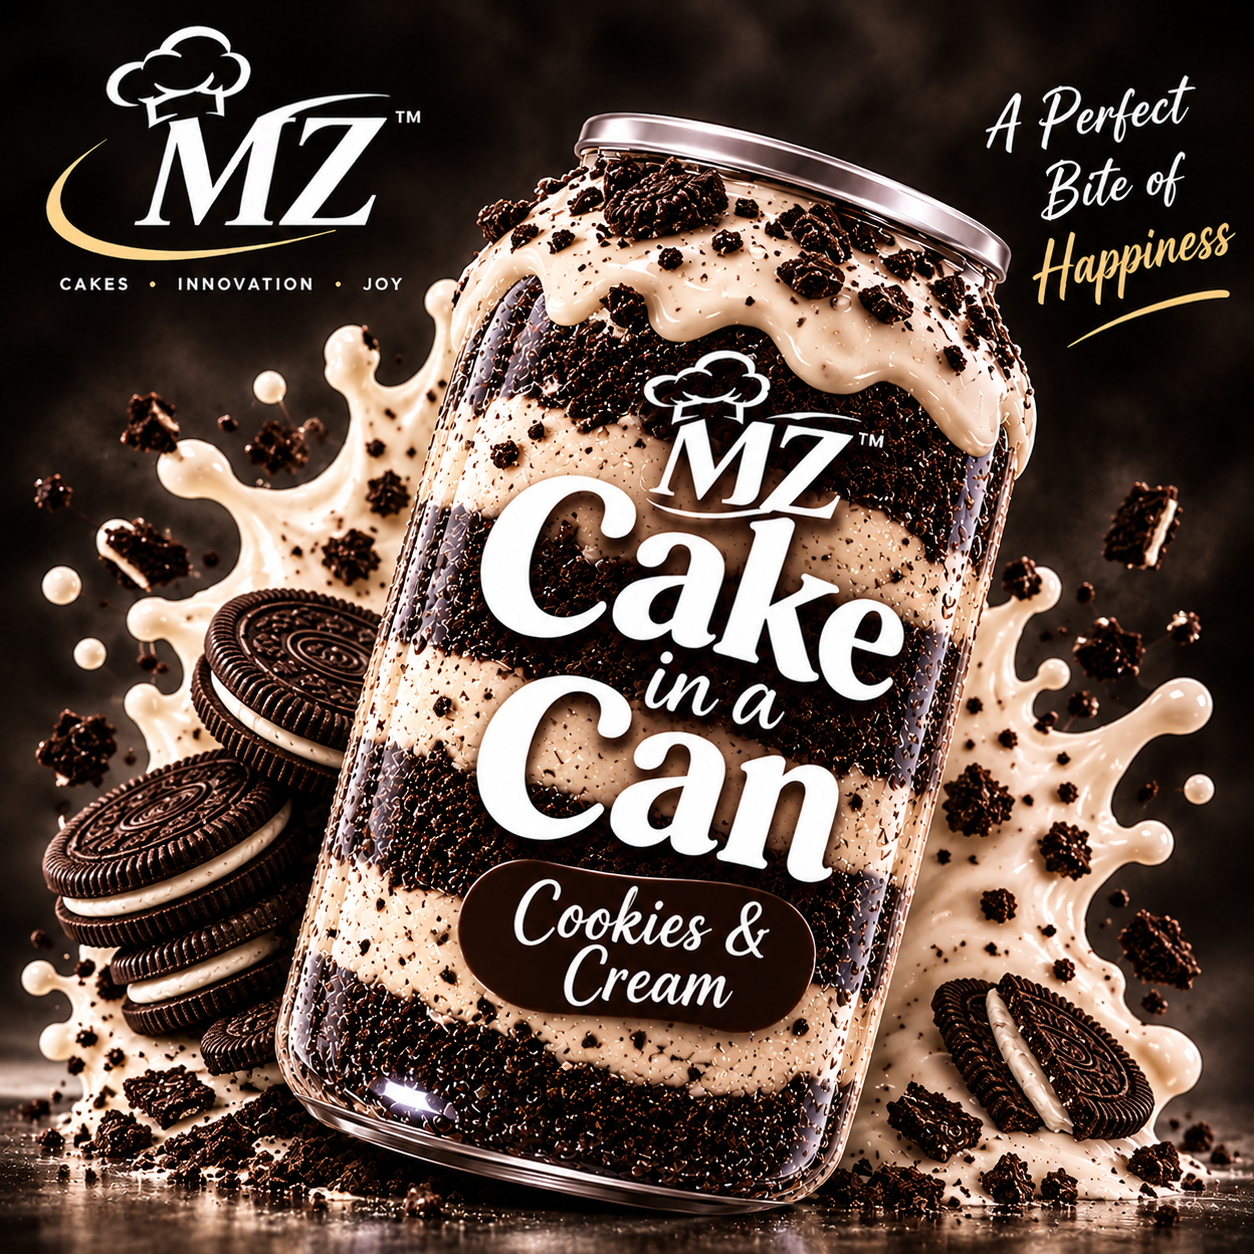 MZ™
CAKES • INNOVATION • JOY
A Perfect
Bite of
Happiness
MZ™
Cake
in a
Can
Cookies &
Cream